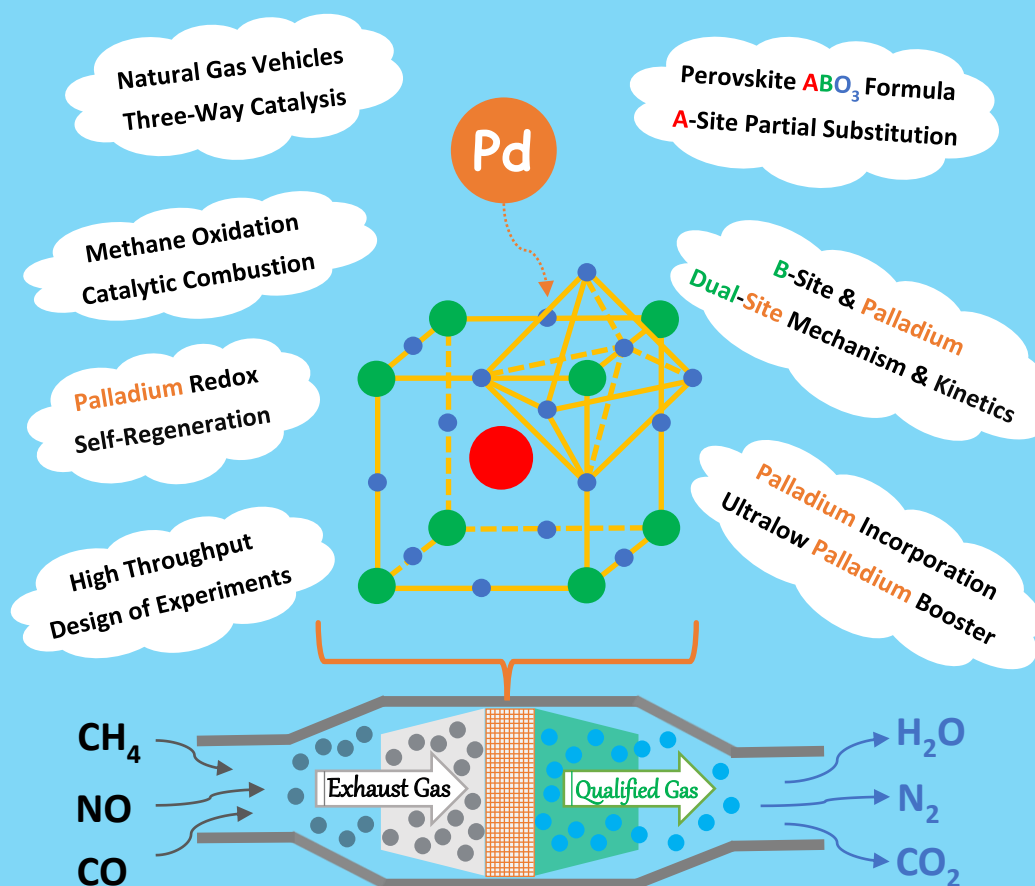 Natural Gas Vehicles
Three-Way Catalysis
Perovskite ABO₃ Formula
A-Site Partial Substitution
Pd
Methane Oxidation
Catalytic Combustion
B-Site & Palladium
Dual-Site Mechanism & Kinetics
Palladium Redox
Self-Regeneration
Palladium Incorporation
Ultralow Palladium Booster
High Throughput
Design of Experiments
CH₄
NO
CO
Exhaust Gas
Qualified Gas
H₂O
N₂
CO₂